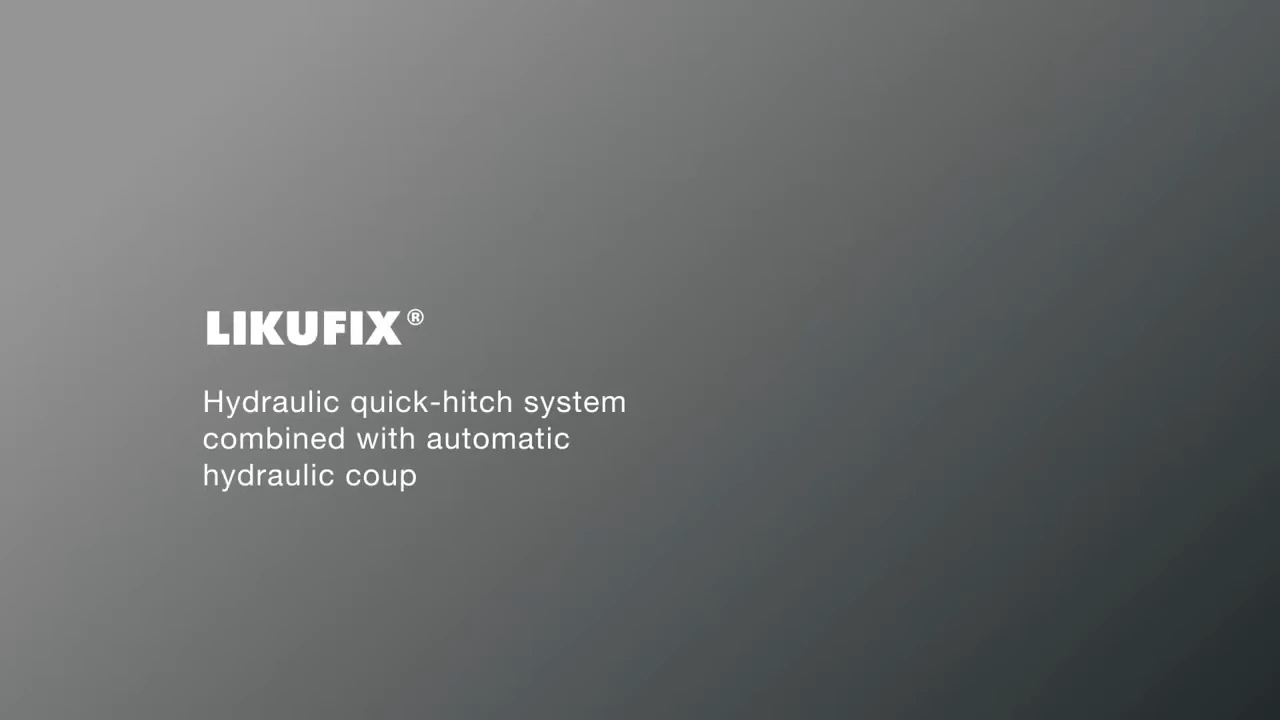 LIKUFIX®
Hydraulic quick-hitch system
combined with automatic
hydraulic coup